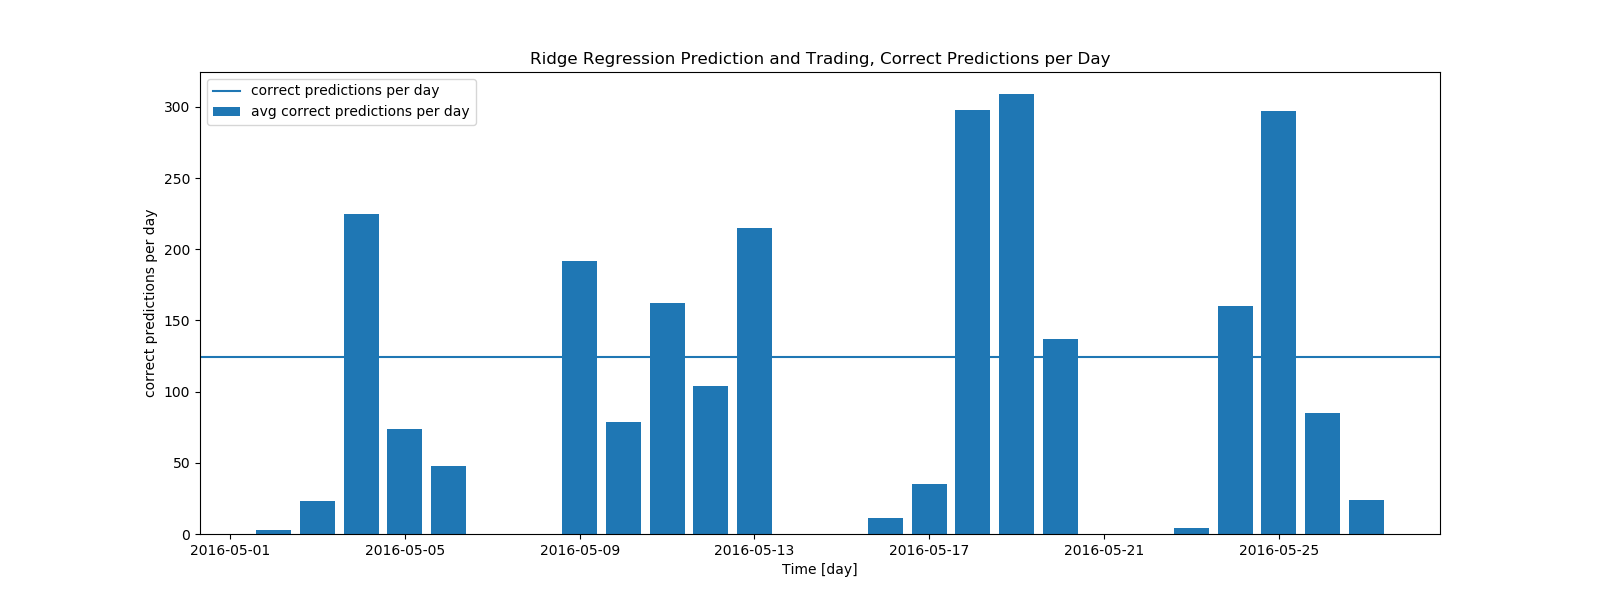 Ridge Regression Prediction and Trading, Correct Predictions per Day
correct predictions per day
avg correct predictions per day
correct predictions per day
300
250
200
150
100
50
0
2016-05-01 2016-05-05 2016-05-09 2016-05-13 2016-05-17 2016-05-21 2016-05-25
Time [day]